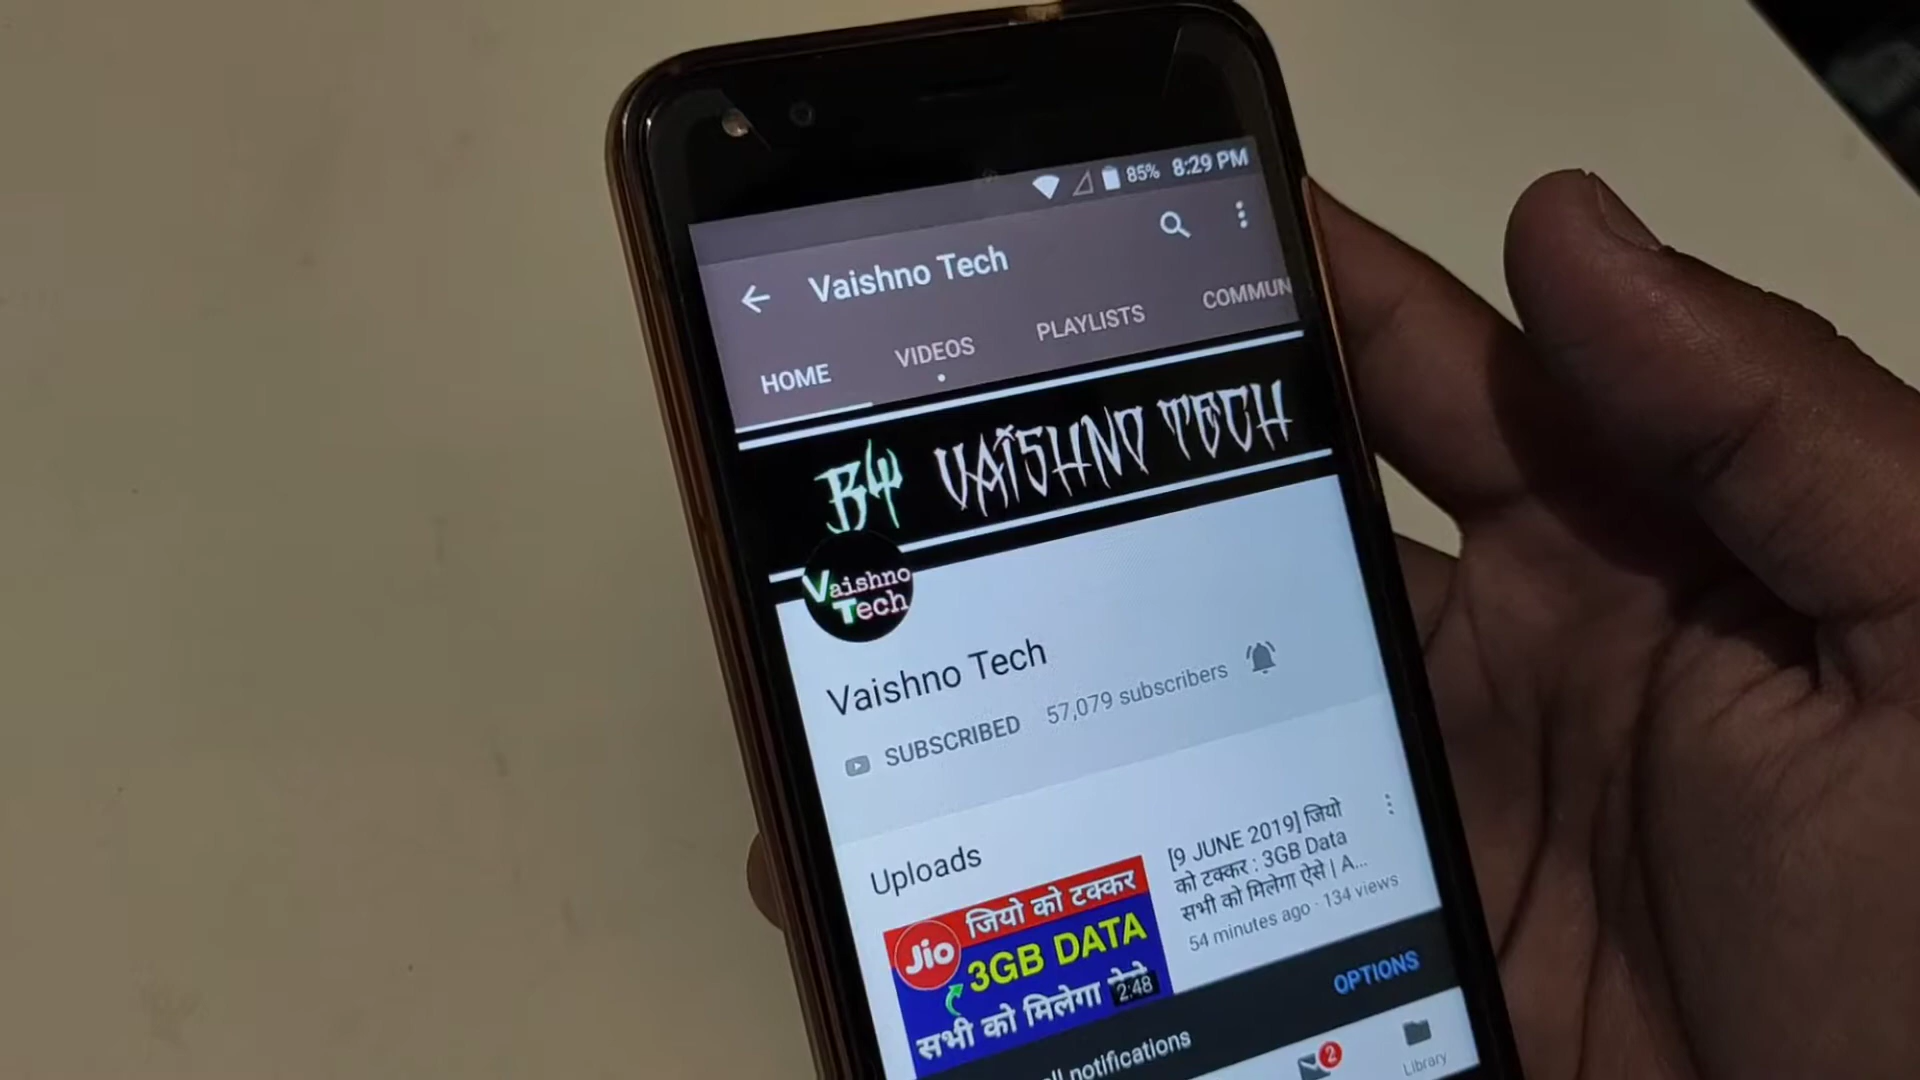 85% 8:29 PM
Vaishno Tech
HOME VIDEOS PLAYLISTS COMMUN
BY VAISHNO TECH
Vaishno
Tech
Vaishno Tech
SUBSCRIBED 57,079 subscribers
Uploads
[9 JUNE 2019] जियो
को टक्कर : 3GB Data
सभी को मिलेगा ऐसे | A...
54 minutes ago · 134 views
Jio जियो को टक्कर
3GB DATA
सभी को मिलेगा ऐसे
2:48
OPTIONS
notifications
2
Library